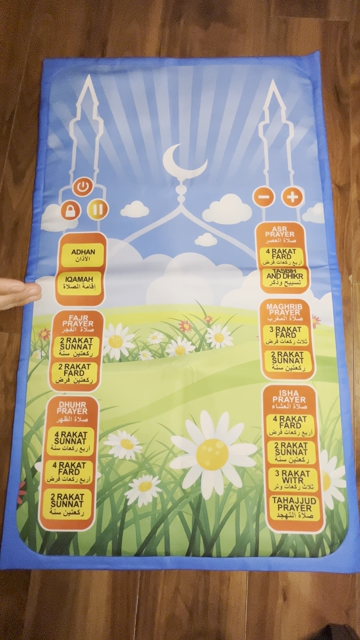 ADHAN
الأذان
IQAMAH
إقامة الصلاة
FAJR
PRAYER
صلاة الفجر
2 RAKAT
SUNNAT
ركعتين سنة
2 RAKAT
FARD
ركعتين فرض
DHUHR
PRAYER
صلاة الظهر
4 RAKAT
SUNNAT
أربع ركعات سنة
4 RAKAT
FARD
أربع ركعات فرض
2 RAKAT
SUNNAT
ركعتين سنة
ASR
PRAYER
صلاة العصر
4 RAKAT
FARD
أربع ركعات فرض
TASBIH
AND DHIKR
تسبيح وذكر
MAGHRIB
PRAYER
صلاة المغرب
3 RAKAT
FARD
ثلاث ركعات فرض
2 RAKAT
SUNNAT
ركعتين سنة
ISHA
PRAYER
صلاة العشاء
4 RAKAT
FARD
أربع ركعات فرض
2 RAKAT
SUNNAT
ركعتين سنة
3 RAKAT
WITR
ثلاث ركعات وتر
TAHAJJUD
PRAYER
صلاة التهجد